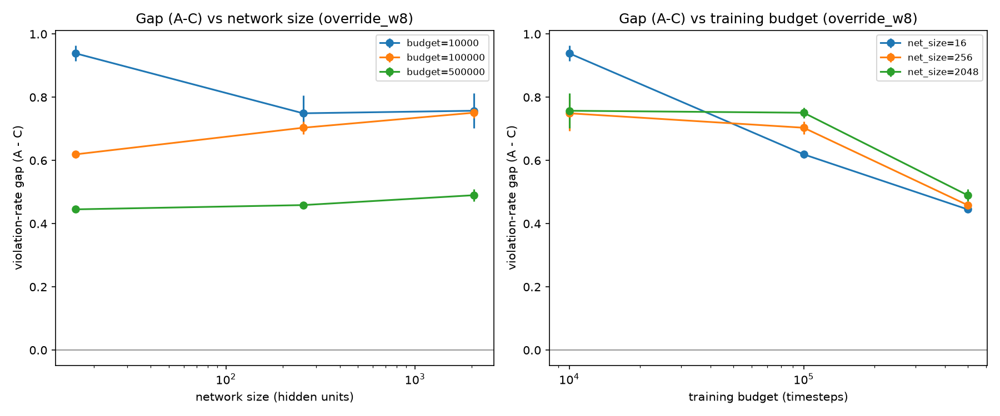 Gap (A-C) vs network size (override_w8)
violation-rate gap (A - C)
1.0
0.8
0.6
0.4
0.2
0.0
budget=10000
budget=100000
budget=500000
10²
10³
network size (hidden units)
Gap (A-C) vs training budget (override_w8)
violation-rate gap (A - C)
1.0
0.8
0.6
0.4
0.2
0.0
net_size=16
net_size=256
net_size=2048
10⁴
10⁵
training budget (timesteps)